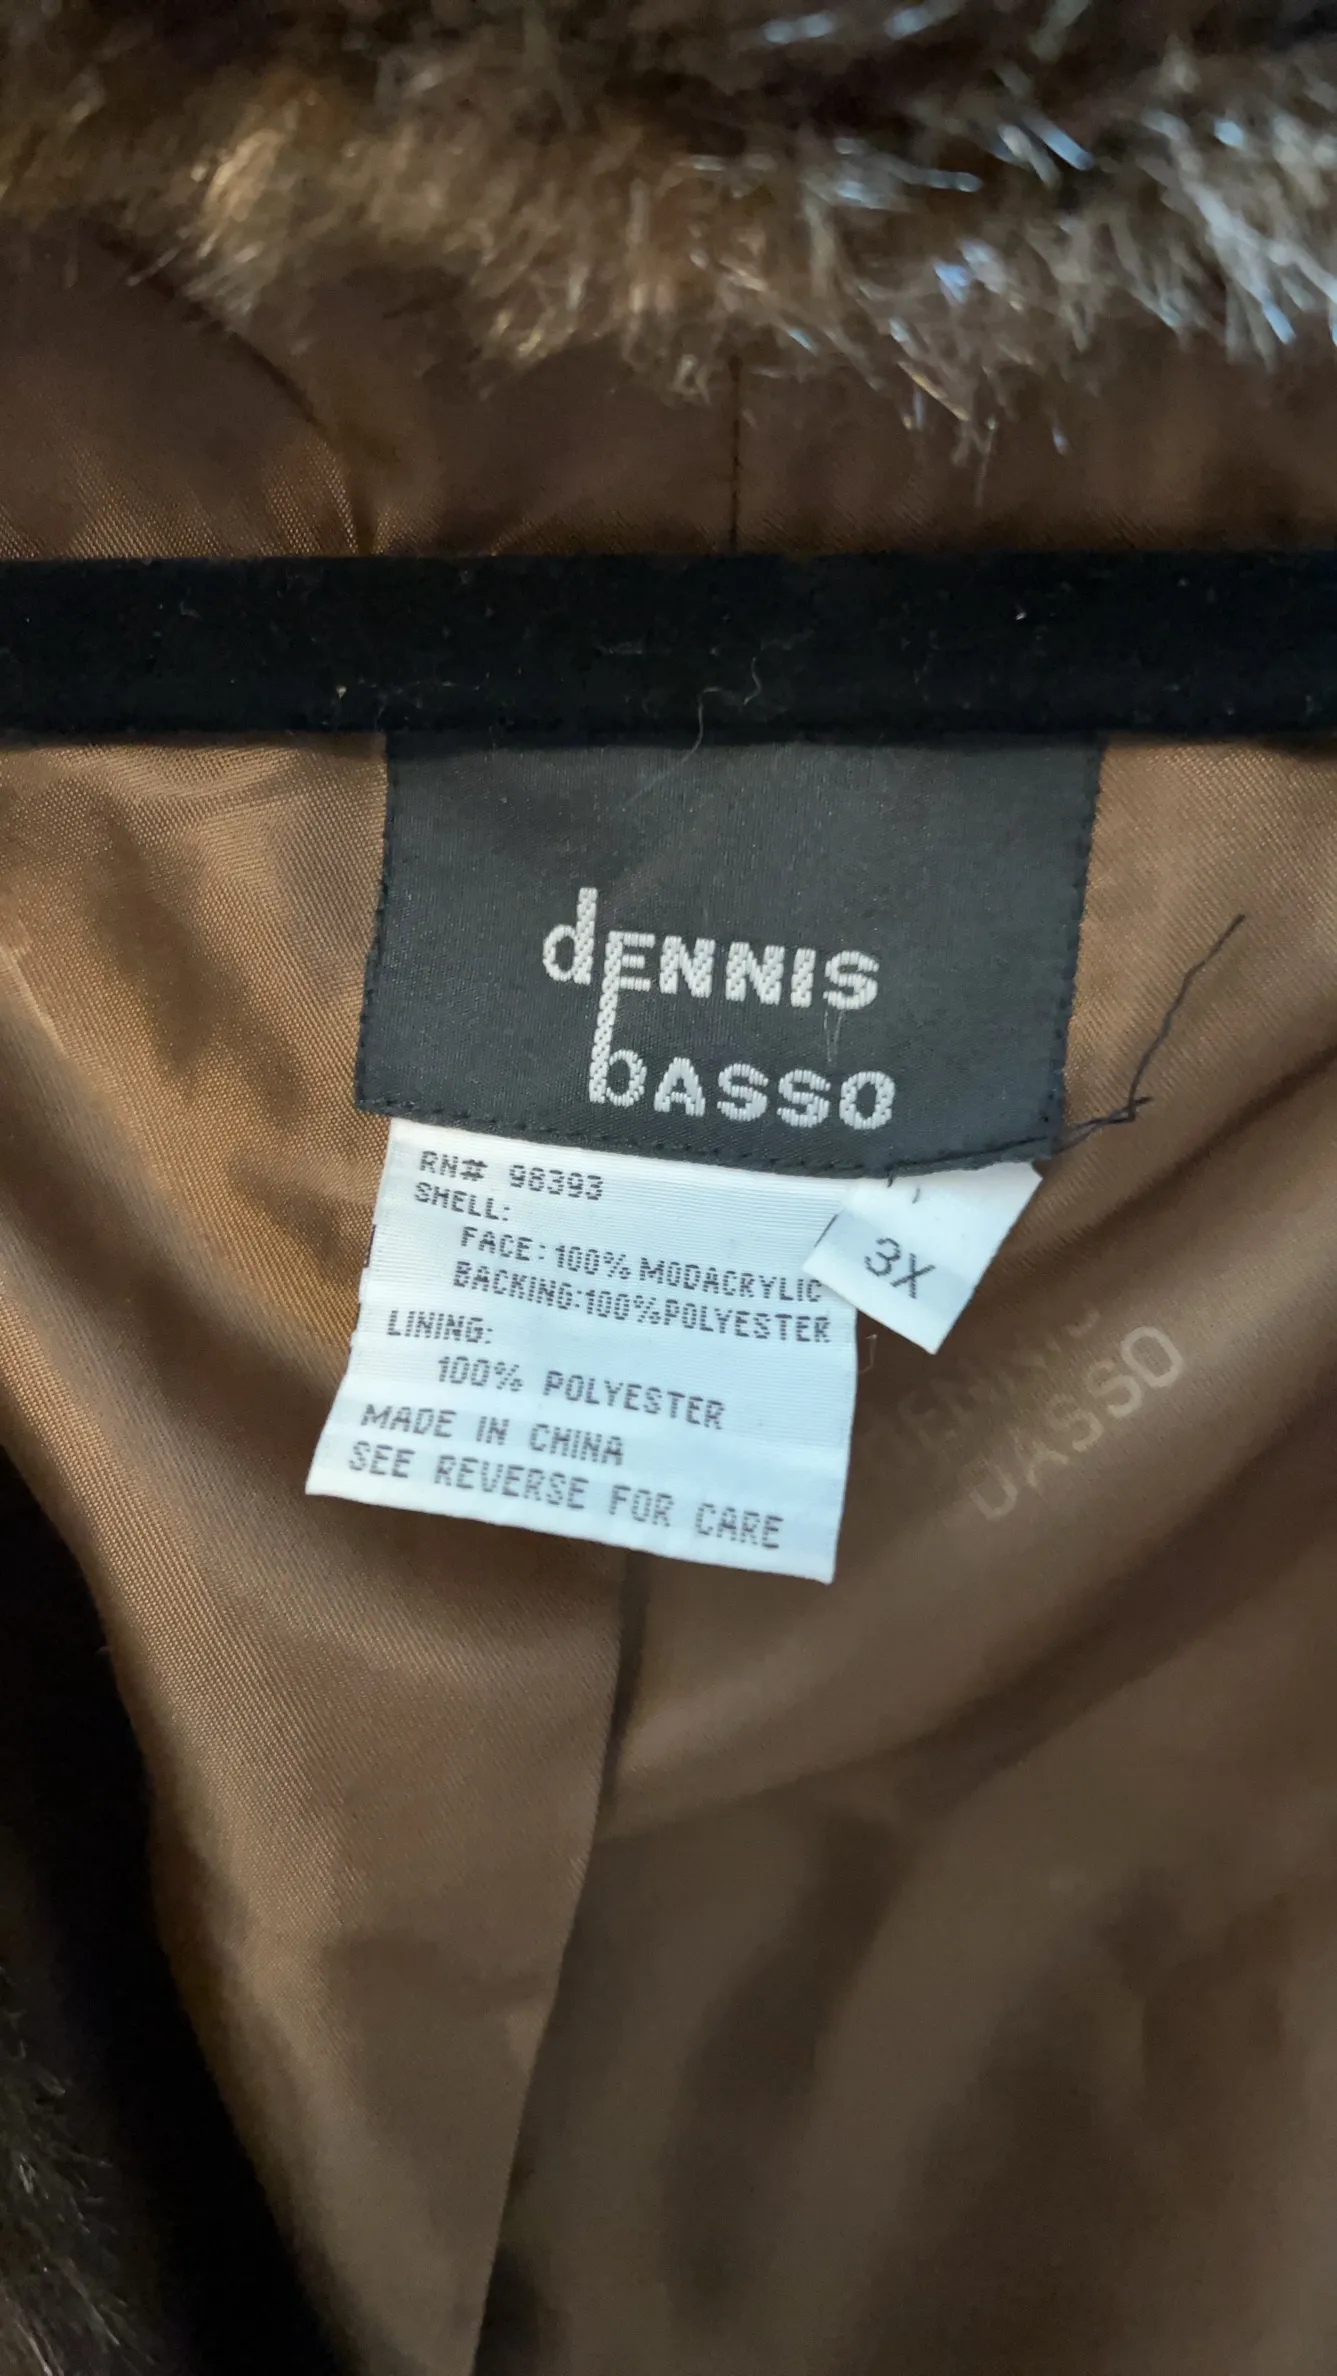 dENNIS
bASSO
RN# 98393
SHELL:
FACE:100% MODACRYLIC
BACKING:100%POLYESTER
LINING:
100% POLYESTER
MADE IN CHINA
SEE REVERSE FOR CARE
3X
BASSO